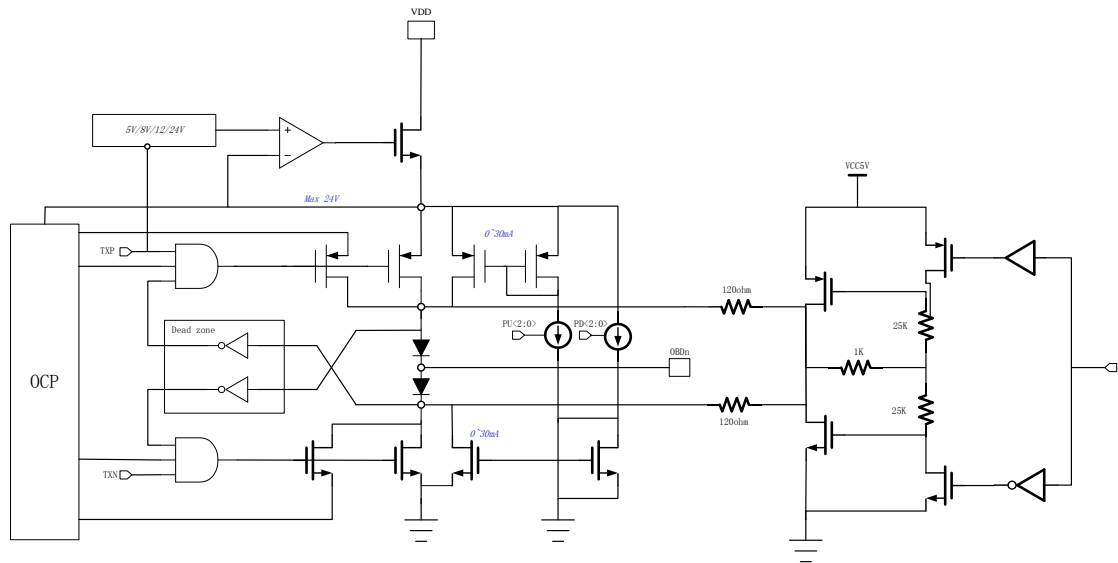 VDD
5V/8V/12/24V
+
−
VCC5V
Max 24V
0~30mA
TXP
120ohm
25K
PU<2:0>
PD<2:0>
Dead zone
OBDn
1K
OCP
120ohm
25K
0~30mA
TXN